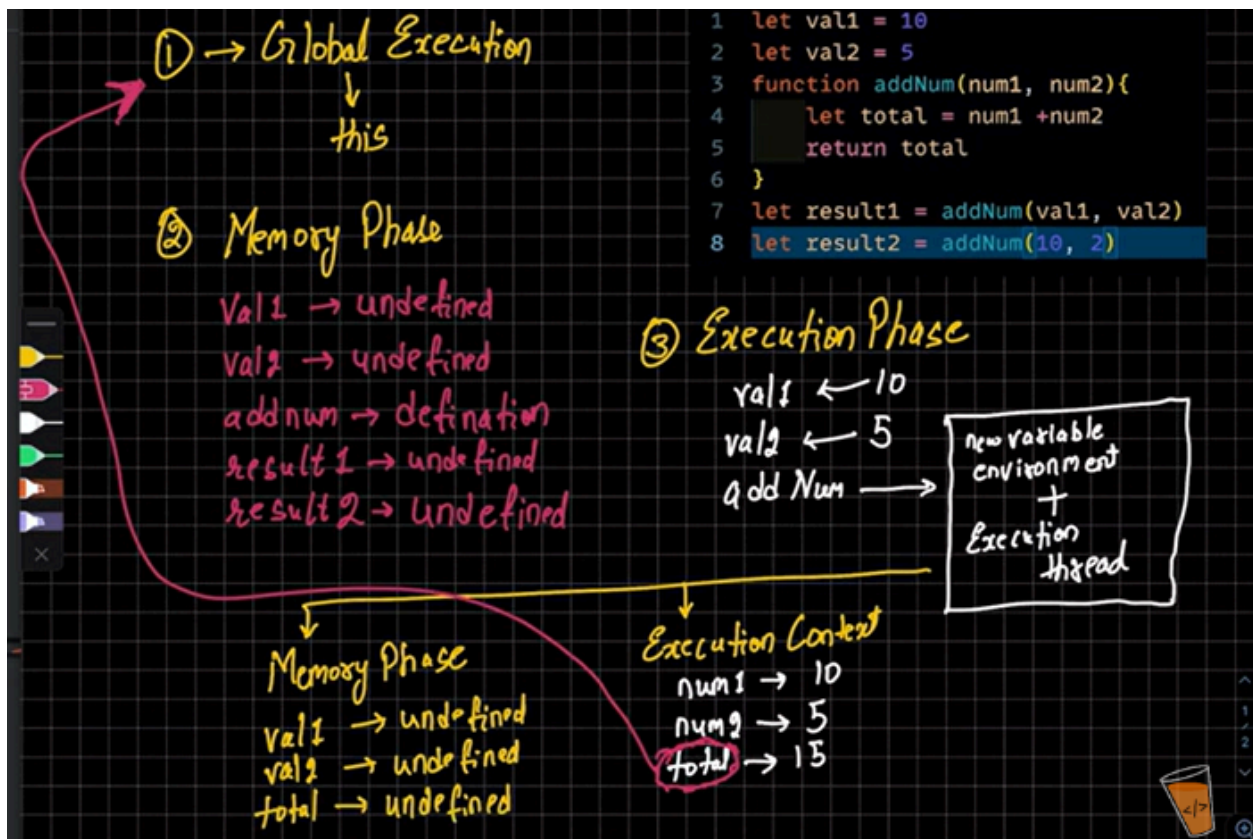 ① → Global Execution
↓
this
1 let val1 = 10
2 let val2 = 5
3 function addNum(num1, num2){
4 let total = num1 +num2
5 return total
6 }
7 let result1 = addNum(val1, val2)
8 let result2 = addNum(10, 2)
② Memory Phase
Val1 → undefined
val2 → undefined
addnum → defination
result1 → undefined
result2 → undefined
③ Execution Phase
val1 ← 10
val2 ← 5
addNum →
new variable
environment
+
Execution
thread
Memory Phase
val1 → undefined
val2 → undefined
total → undefined
Execution Context
num1 → 10
num2 → 5
total → 15
1
/
2
</>